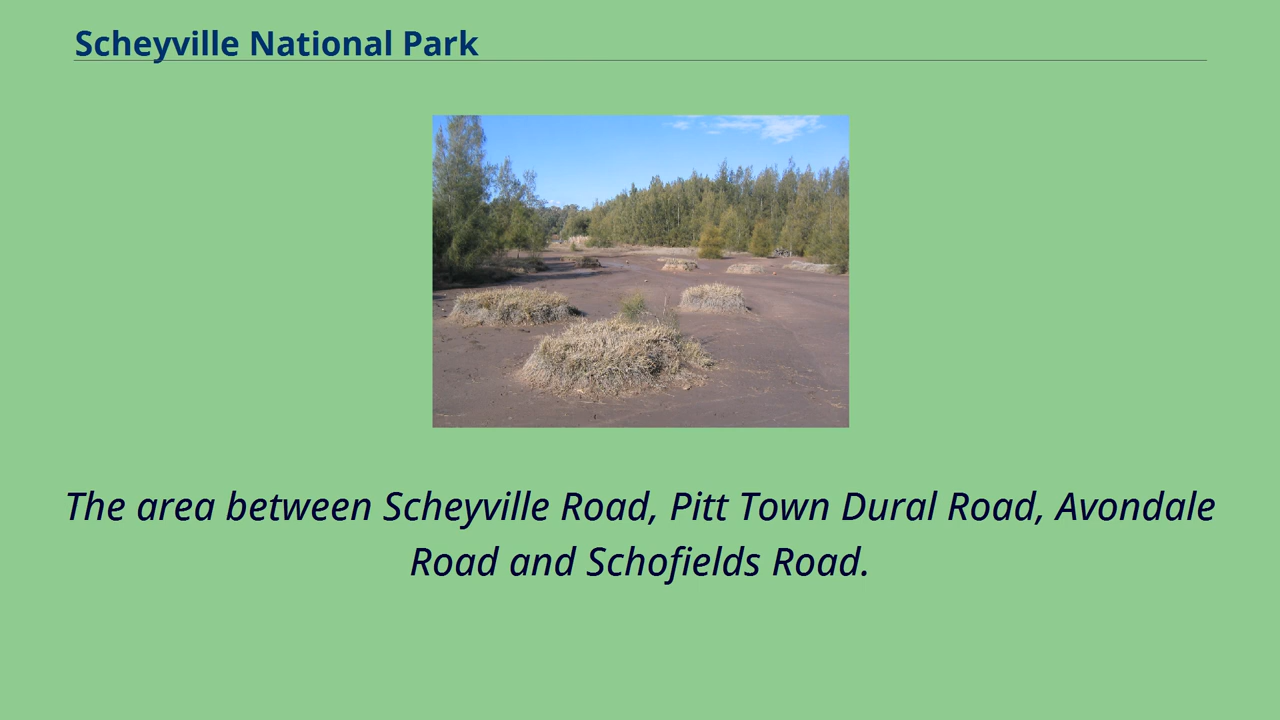 Scheyville National Park
The area between Scheyville Road, Pitt Town Dural Road, Avondale
Road and Schofields Road.